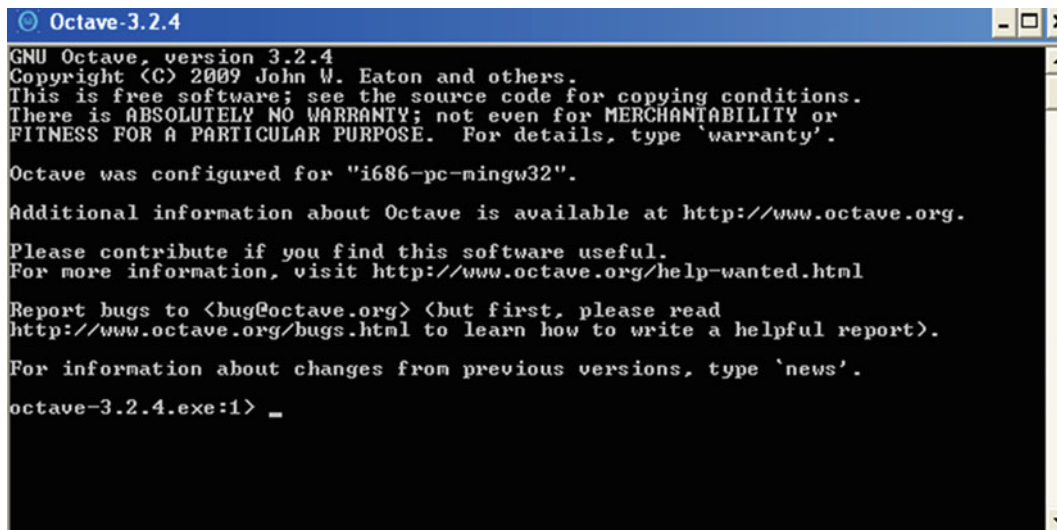 Octave-3.2.4
GNU Octave, version 3.2.4
Copyright (C) 2009 John W. Eaton and others.
This is free software; see the source code for copying conditions.
There is ABSOLUTELY NO WARRANTY; not even for MERCHANTABILITY or
FITNESS FOR A PARTICULAR PURPOSE.  For details, type `warranty'.
Octave was configured for "i686-pc-mingw32".
Additional information about Octave is available at http://www.octave.org.
Please contribute if you find this software useful.
For more information, visit http://www.octave.org/help-wanted.html
Report bugs to <bug@octave.org> (but first, please read
http://www.octave.org/bugs.html to learn how to write a helpful report).
For information about changes from previous versions, type `news'.
octave-3.2.4.exe:1> _